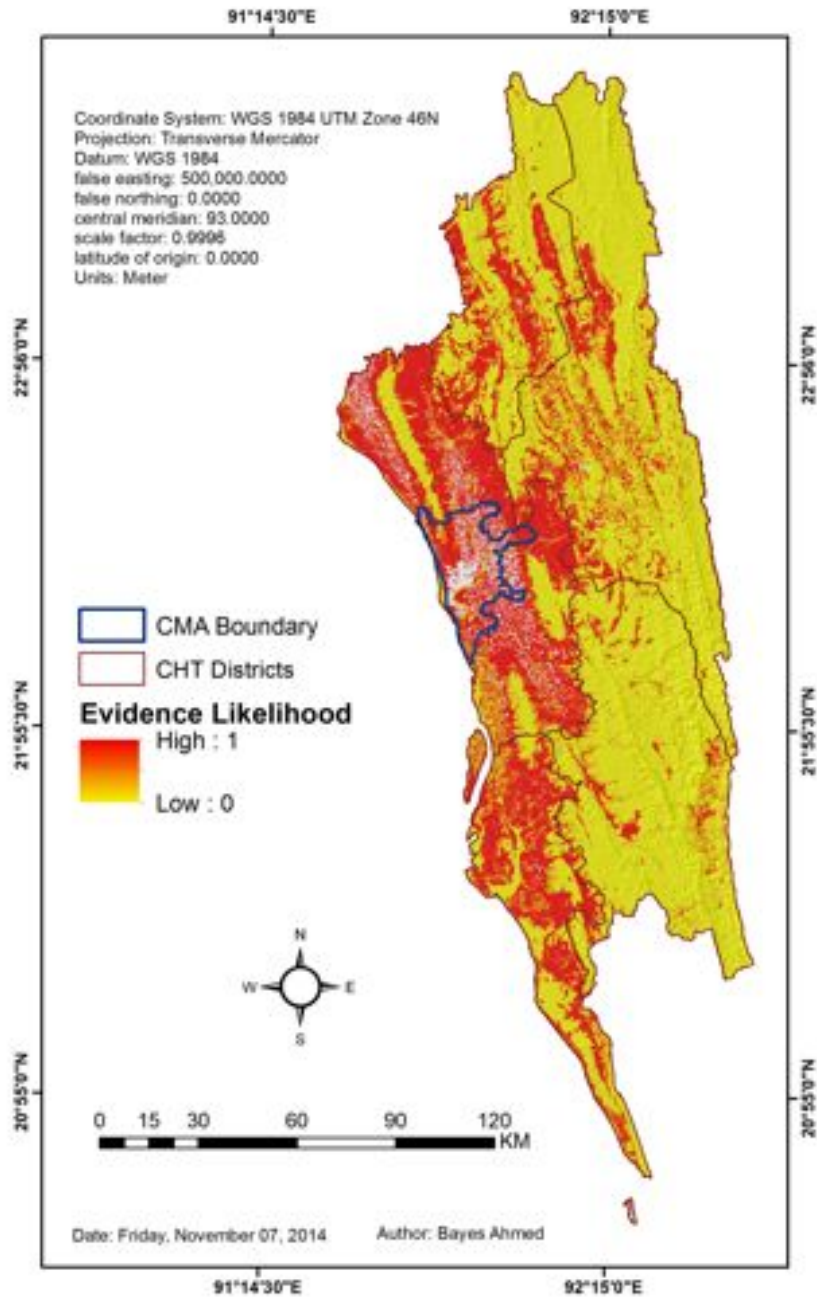 91°14'30"E 92°15'0"E
Coordinate System: WGS 1984 UTM Zone 46N
Projection: Transverse Mercator
Datum: WGS 1984
false easting: 500,000.0000
false northing: 0.0000
central meridian: 93.0000
scale factor: 0.9996
latitude of origin: 0.0000
Units: Meter
22°56'0"N 22°56'0"N
CMA Boundary
CHT Districts
Evidence Likelihood
High : 1
Low : 0
21°55'30"N 21°55'30"N
N
W E
S
20°55'0"N 20°55'0"N
0 15 30 60 90 120
KM
Date: Friday, November 07, 2014 Author: Bayes Ahmed
91°14'30"E 92°15'0"E